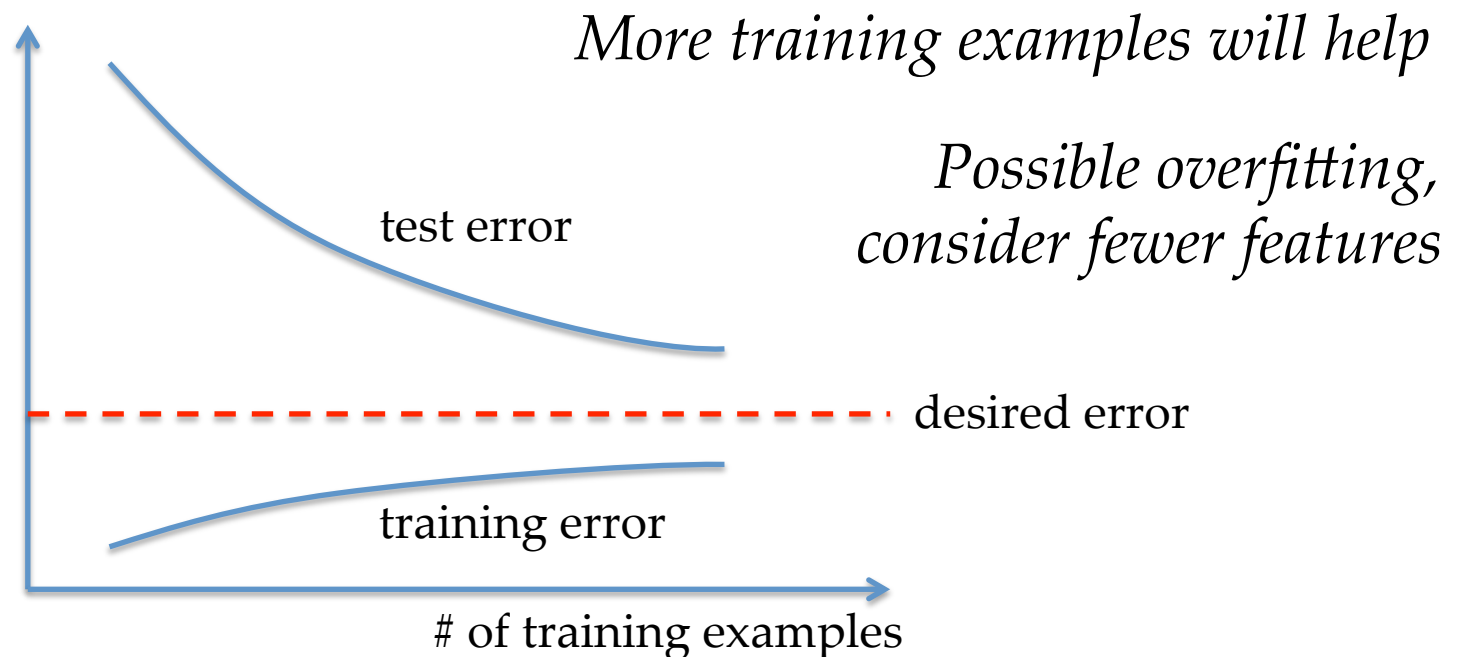 More training examples will help
Possible overfitting,
consider fewer features
test error
desired error
training error
# of training examples